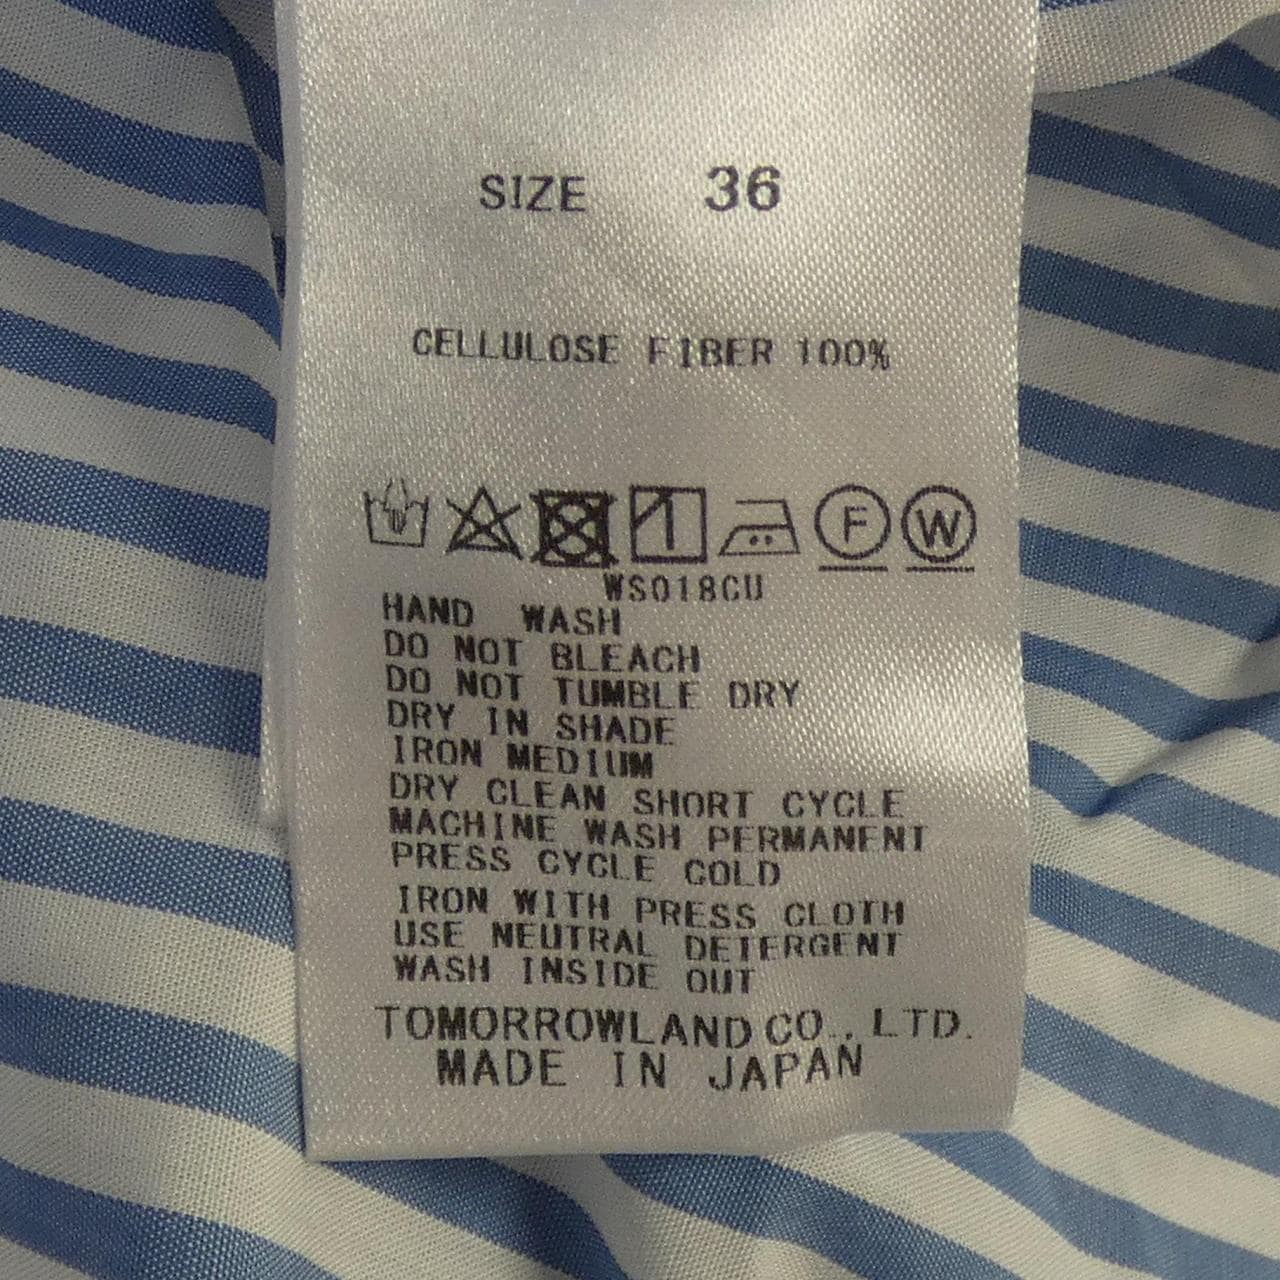 SIZE 36
CELLULOSE FIBER 100%
F W
WS018CU
HAND WASH
DO NOT BLEACH
DO NOT TUMBLE DRY
DRY IN SHADE
IRON MEDIUM
DRY CLEAN SHORT CYCLE
MACHINE WASH PERMANENT
PRESS CYCLE COLD
IRON WITH PRESS CLOTH
USE NEUTRAL DETERGENT
WASH INSIDE OUT
TOMORROWLAND CO., LTD.
MADE IN JAPAN